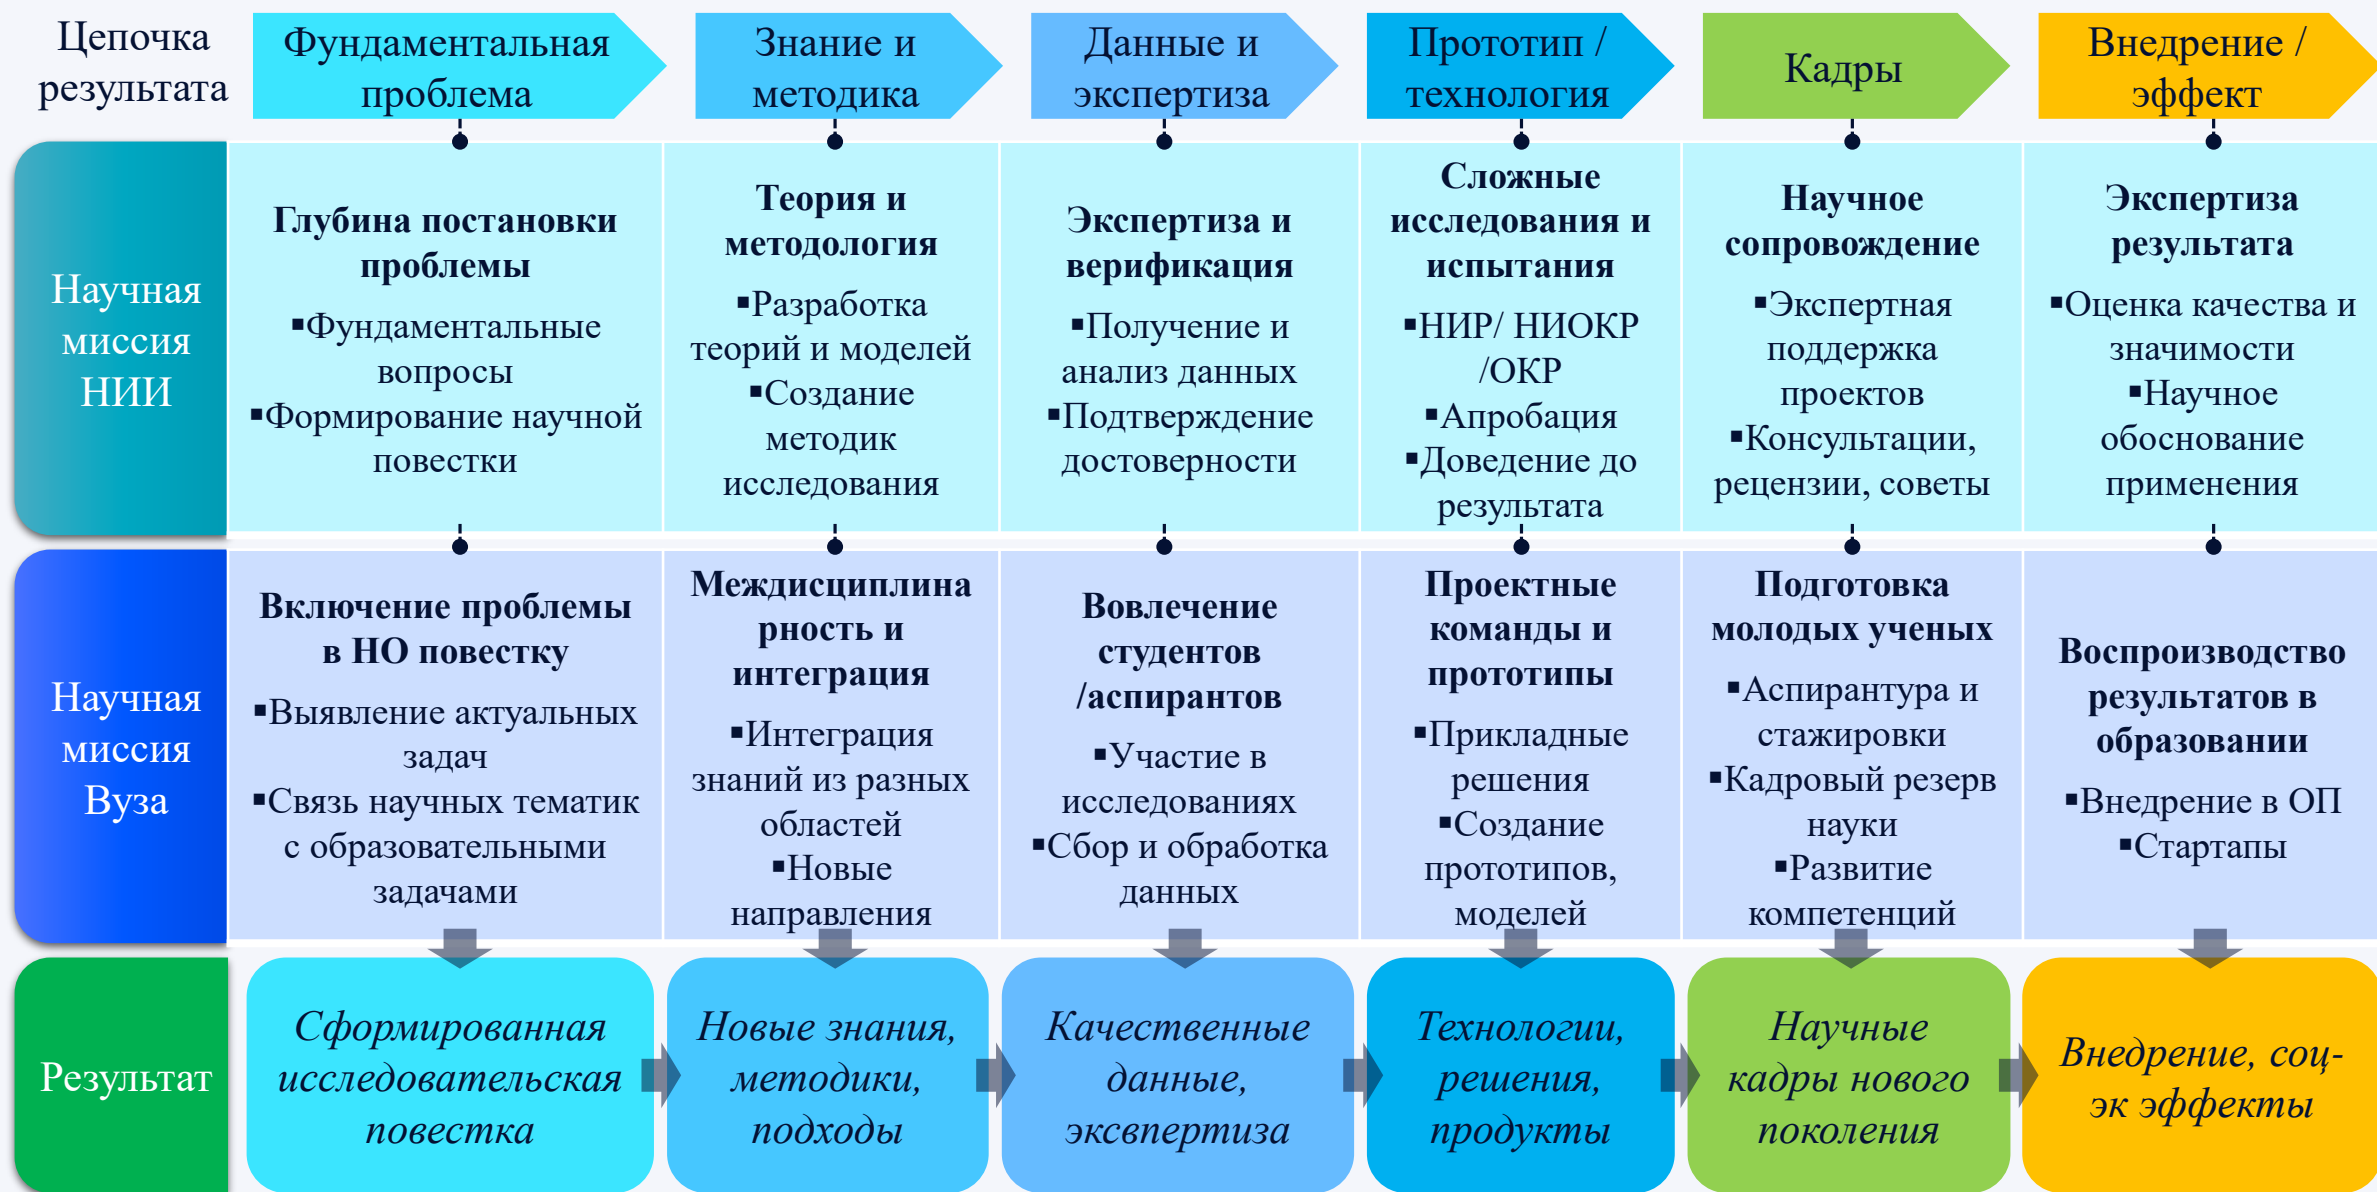 Цепочка
результата
Фундаментальная
проблема
Знание и
методика
Данные и
экспертиза
Прототип /
технология
Кадры
Внедрение /
эффект
Научная
миссия
НИИ
Глубина постановки
проблемы
▪Фундаментальные
вопросы
▪Формирование научной
повестки
Теория и
методология
▪Разработка
теорий и моделей
▪Создание
методик
исследования
Экспертиза и
верификация
▪Получение и
анализ данных
▪Подтверждение
достоверности
Сложные
исследования и
испытания
▪НИР/ НИОКР
/ОКР
▪Апробация
▪Доведение до
результата
Научное
сопровождение
▪Экспертная
поддержка
проектов
▪Консультации,
рецензии, советы
Экспертиза
результата
▪Оценка качества и
значимости
▪Научное
обоснование
применения
Научная
миссия
Вуза
Включение проблемы
в НО повестку
▪Выявление актуальных
задач
▪Связь научных тематик
с образовательными
задачами
Междисциплина
рность и
интеграция
▪Интеграция
знаний из разных
областей
▪Новые
направления
Вовлечение
студентов
/аспирантов
▪Участие в
исследованиях
▪Сбор и обработка
данных
Проектные
команды и
прототипы
▪Прикладные
решения
▪Создание
прототипов,
моделей
Подготовка
молодых ученых
▪Аспирантура и
стажировки
▪Кадровый резерв
науки
▪Развитие
компетенций
Воспроизводство
результатов в
образовании
▪Внедрение в ОП
▪Стартапы
Результат
Сформированная
исследовательская
повестка
Новые знания,
методики,
подходы
Качественные
данные,
эксвпертиза
Технологии,
решения,
продукты
Научные
кадры нового
поколения
Внедрение, соц-
эк эффекты